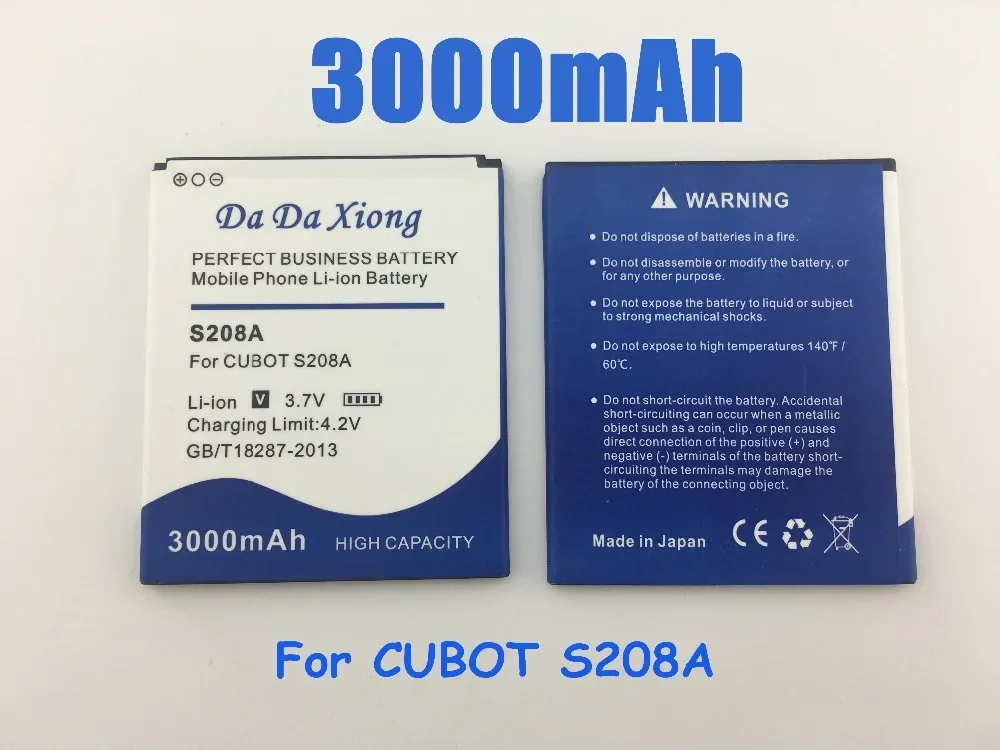 3000mAh
Da Da Xiong
PERFECT BUSINESS BATTERY
Mobile Phone Li-ion Battery
S208A
For CUBOT S208A
Li-ion V 3.7V
Charging Limit:4.2V
GB/T18287-2013
3000mAh HIGH CAPACITY
WARNING
• Do not dispose of batteries in a fire.
• Do not disassemble or modify the battery, or
for any other purpose.
• Do not expose the battery to liquid or subject
to strong mechanical shocks.
• Do not expose to high temperatures 140℉ /
60℃.
• Do not short-circuit the battery. Accidental
short-circuiting can occur when a metallic
object such as a coin, clip, or pen causes
direct connection of the positive (+) and
negative (-) terminals of the battery short-
circuiting the terminals may damage the
battery of the connecting object.
Made in Japan CE
For CUBOT S208A